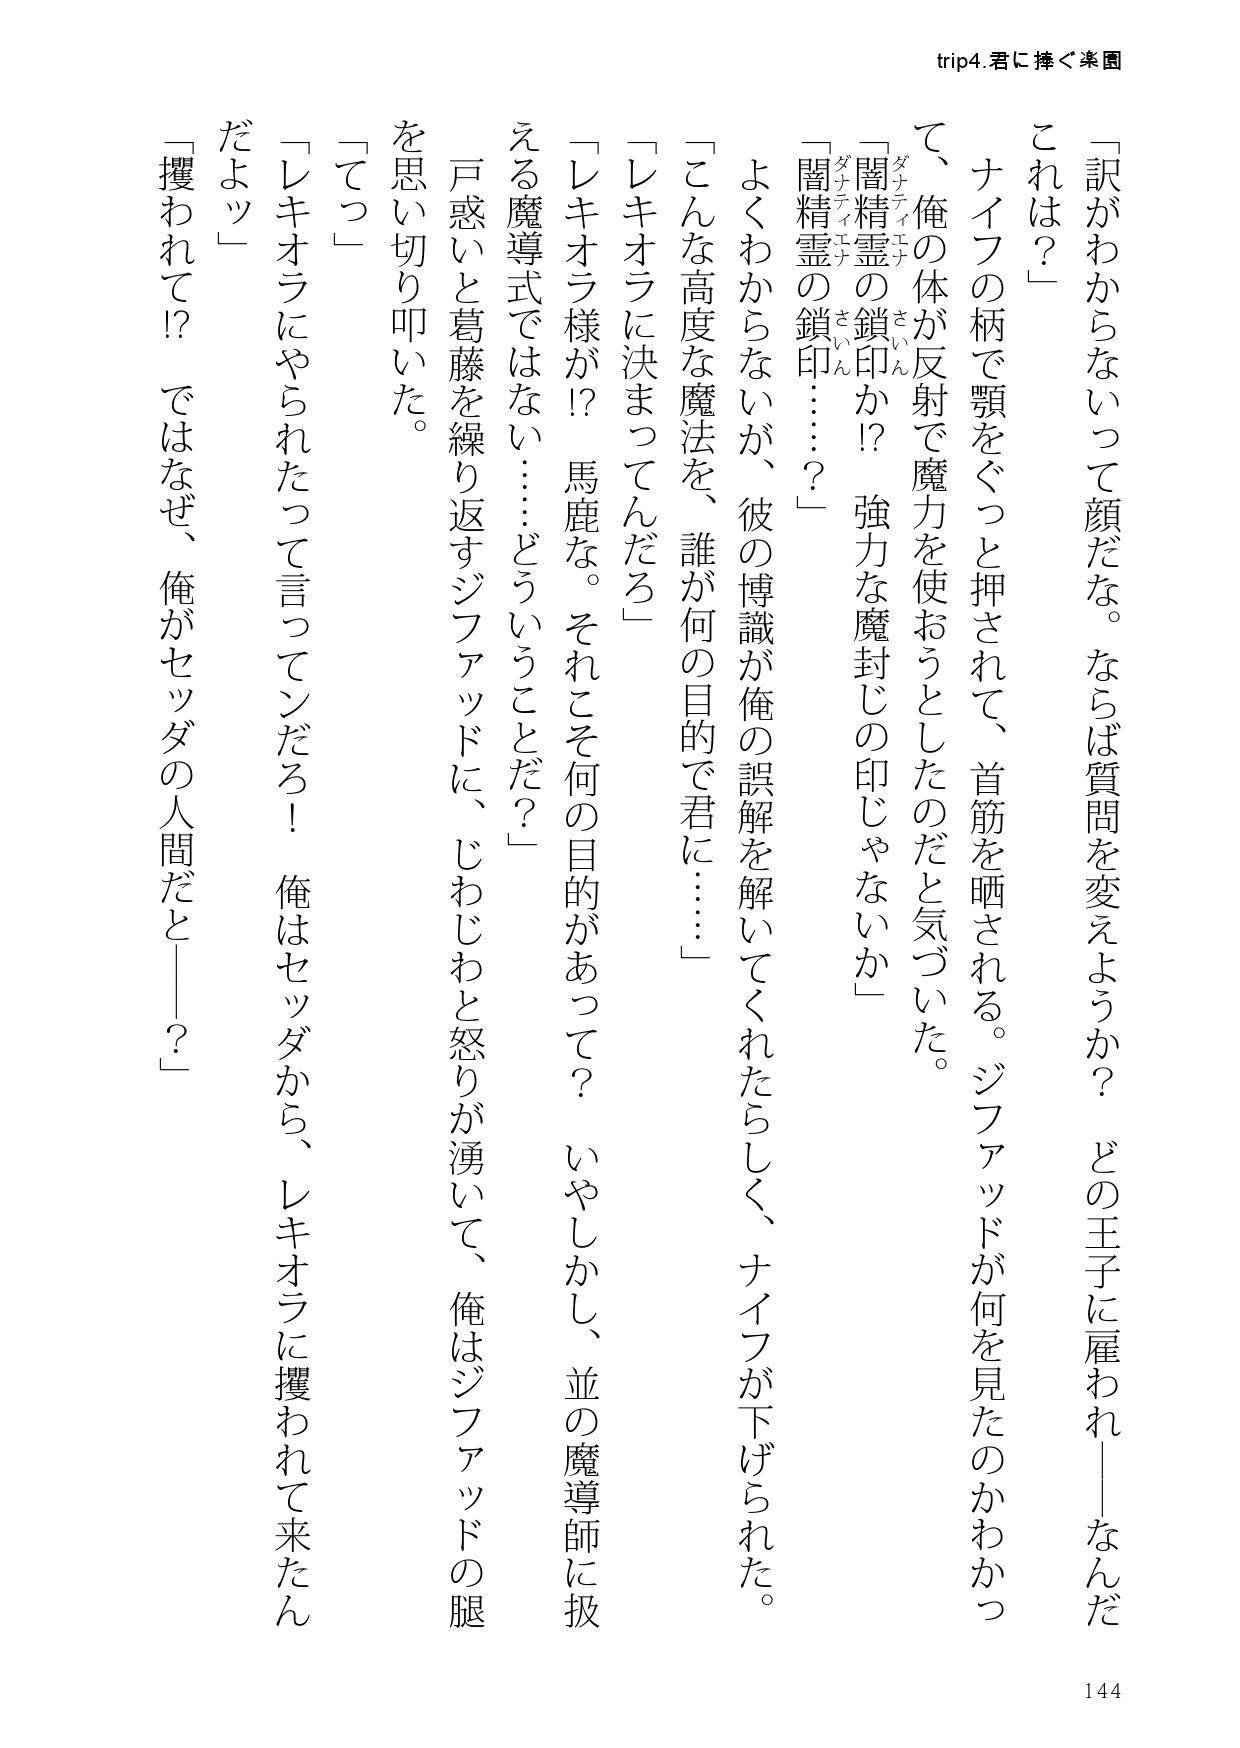 trip4.君に捧ぐ楽園
「訳がわからないって顔だな。ならば質問を変えようか？　どの王子に雇われ――なんだ
これは？」
　ナイフの柄で顎をぐっと押されて、首筋を晒される。ジファッドが何を見たのかわかっ
て、俺の体が反射で魔力を使おうとしたのだと気づいた。
ダナティエナ　さいん
「闇精霊の鎖印か!?　強力な魔封じの印じゃないか」
ダナティエナ　さいん
「闇精霊の鎖印……？」
　よくわからないが、彼の博識が俺の誤解を解いてくれたらしく、ナイフが下げられた。
「こんな高度な魔法を、誰が何の目的で君に……」
「レキオラに決まってんだろ」
「レキオラ様が!?　馬鹿な。それこそ何の目的があって？　いやしかし、並の魔導師に扱
える魔導式ではない……どういうことだ？」
　戸惑いと葛藤を繰り返すジファッドに、じわじわと怒りが湧いて、俺はジファッドの腿
を思い切り叩いた。
「てっ」
「レキオラにやられたって言ってンだろ！　俺はセッダから、レキオラに攫われて来たん
だよッ」
「攫われて!?　ではなぜ、俺がセッダの人間だと――？」
144